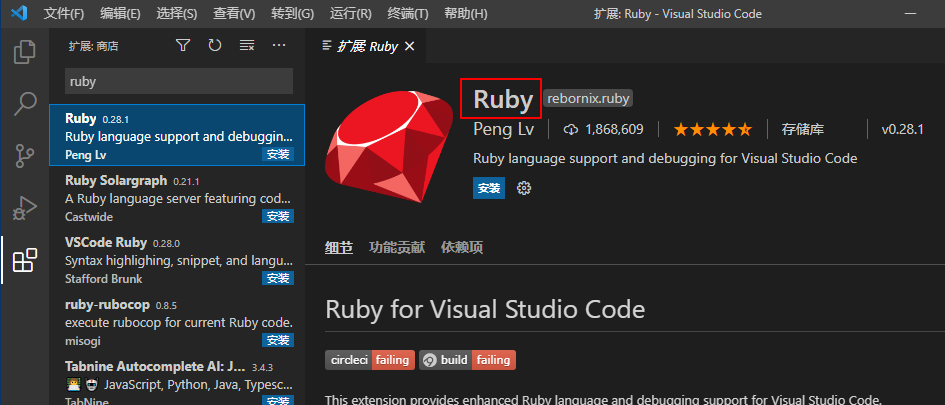 文件(F) 编辑(E) 选择(S) 查看(V) 转到(G) 运行(R) 终端(T) 帮助(H) 扩展: Ruby - Visual Studio Code
扩展: 商店
扩展 Ruby
ruby
Ruby 0.28.1
Ruby language support and debuggin...
Peng Lv 安装
Ruby Solargraph 0.21.1
A Ruby language server featuring cod...
Castwide 安装
VSCode Ruby 0.28.0
Syntax highlighing, snippet, and langu...
Stafford Brunk 安装
ruby-rubocop 0.8.5
execute rubocop for current Ruby code.
misogi 安装
Tabnine Autocomplete AI: J... 3.4.3
JavaScript, Python, Java, Typesc...
TabNine 安装
Ruby rebornix.ruby
Peng Lv 1,868,609 存储库 v0.28.1
Ruby language support and debugging for Visual Studio Code
安装
细节 功能贡献 依赖项
Ruby for Visual Studio Code
circleci failing build failing
This extension provides enhanced Ruby language and debugging support for Visual Studio Code.